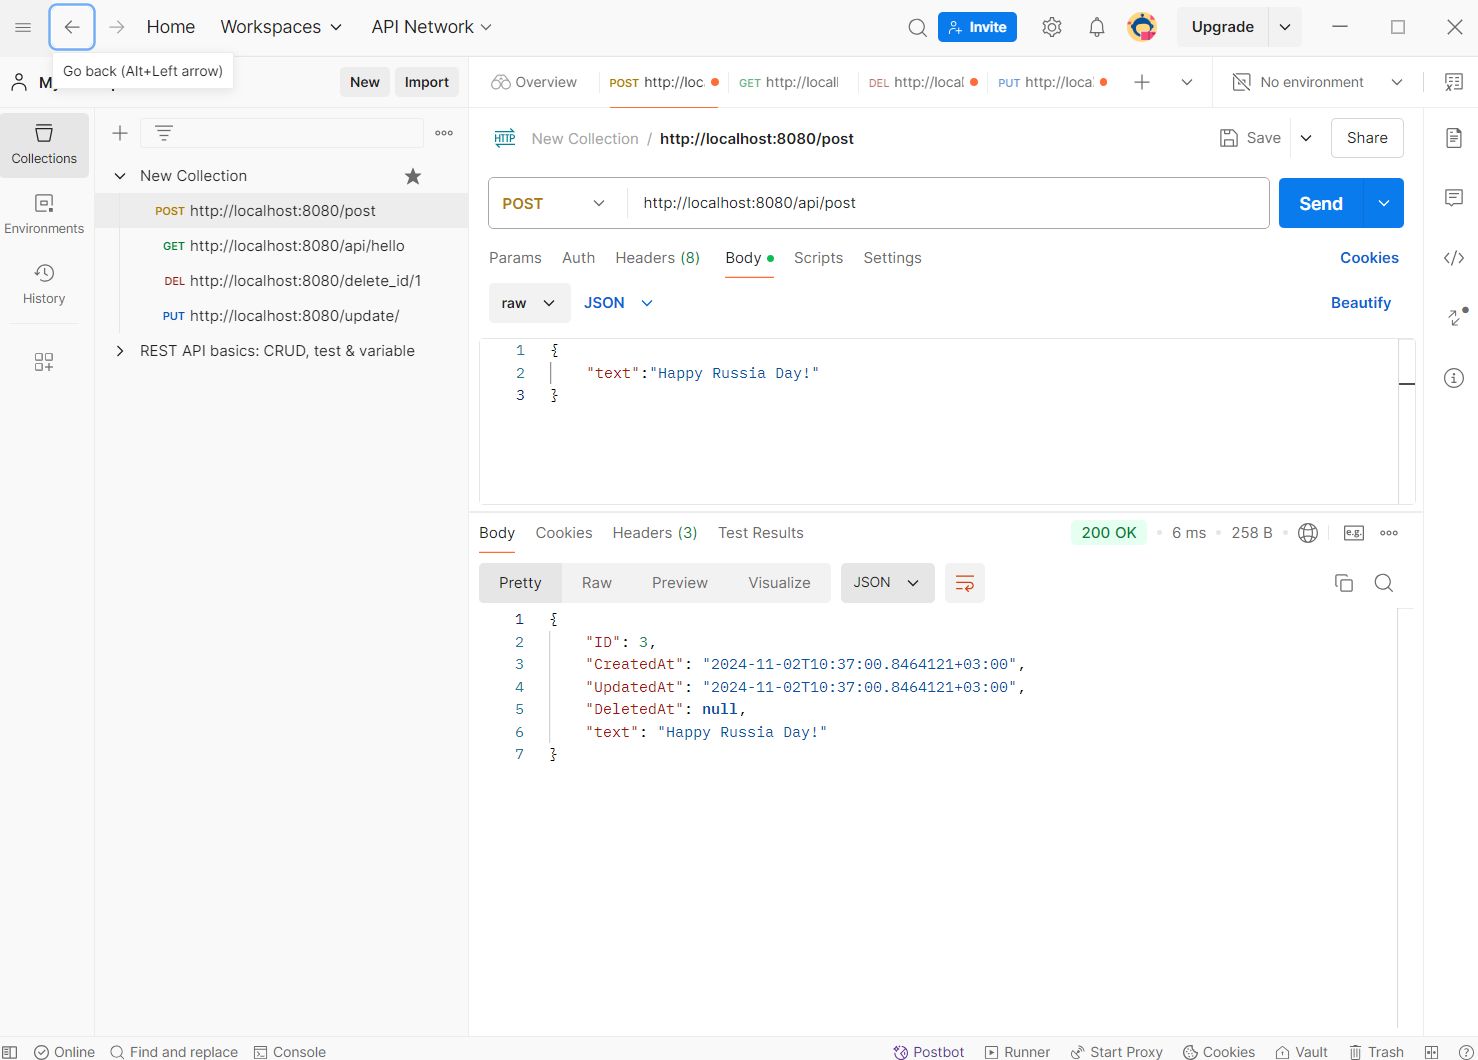 Home Workspaces API Network Invite Upgrade
Go back (Alt+Left arrow)
New Import
Overview POST http://loc GET http://local DEL http://local PUT http://loca No environment
Collections
Environments
History
New Collection
POST http://localhost:8080/post
GET http://localhost:8080/api/hello
DEL http://localhost:8080/delete_id/1
PUT http://localhost:8080/update/
REST API basics: CRUD, test & variable
HTTP New Collection / http://localhost:8080/post Save Share
POST http://localhost:8080/api/post Send
Params Auth Headers (8) Body Scripts Settings Cookies
raw JSON Beautify
1 {
2 "text":"Happy Russia Day!"
3 }
Body Cookies Headers (3) Test Results 200 OK 6 ms 258 B e.g.
Pretty Raw Preview Visualize JSON
1 {
2 "ID": 3,
3 "CreatedAt": "2024-11-02T10:37:00.8464121+03:00",
4 "UpdatedAt": "2024-11-02T10:37:00.8464121+03:00",
5 "DeletedAt": null,
6 "text": "Happy Russia Day!"
7 }
Online Find and replace Console Postbot Runner Start Proxy Cookies Vault Trash